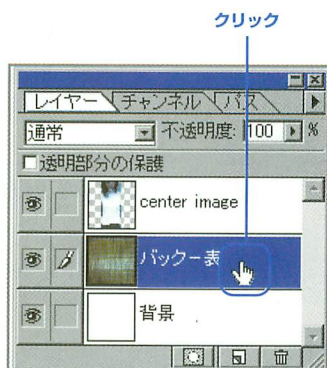 クリック
レイヤー チャンネル パス
通常 不透明度: 100 %
透明部分の保護
center image
バックー表
背景